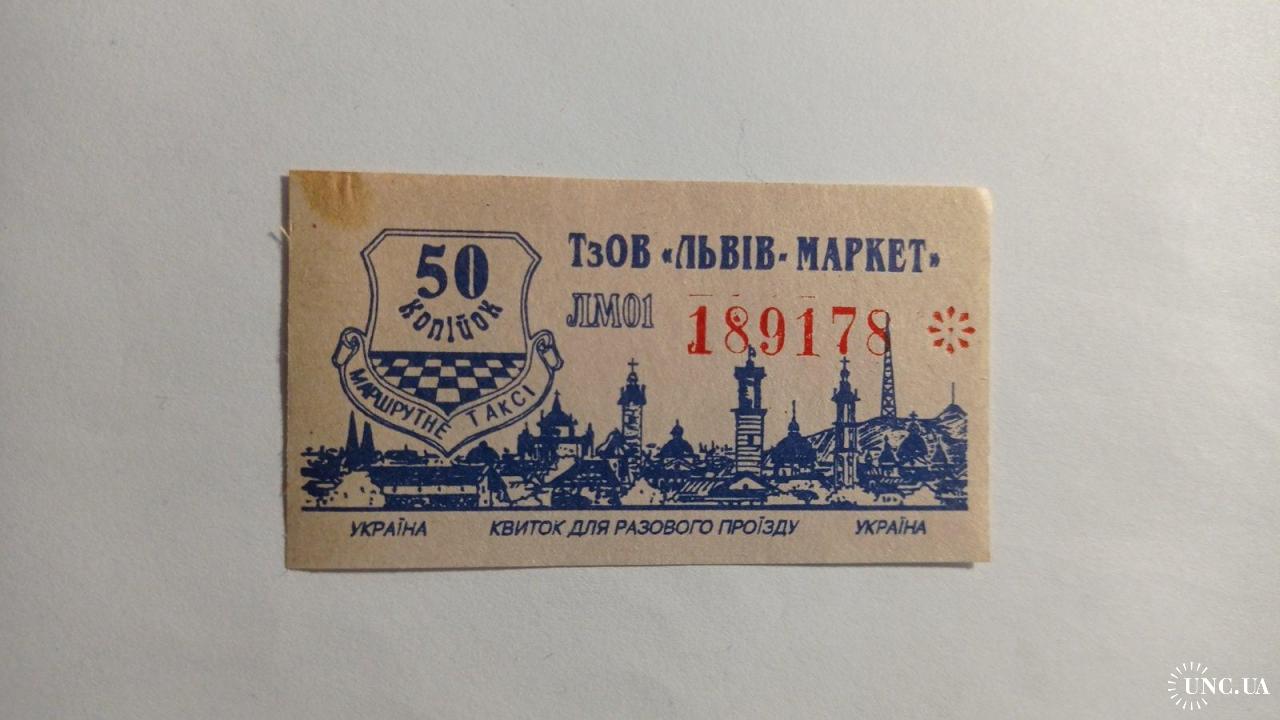 50
копійок
МАРШРУТНЕ ТАКСІ
ТзОВ «ЛЬВІВ-МАРКЕТ»
ЛМ01 189178
УКРАЇНА КВИТОК ДЛЯ РАЗОВОГО ПРОЇЗДУ УКРАЇНА
UNC.UA